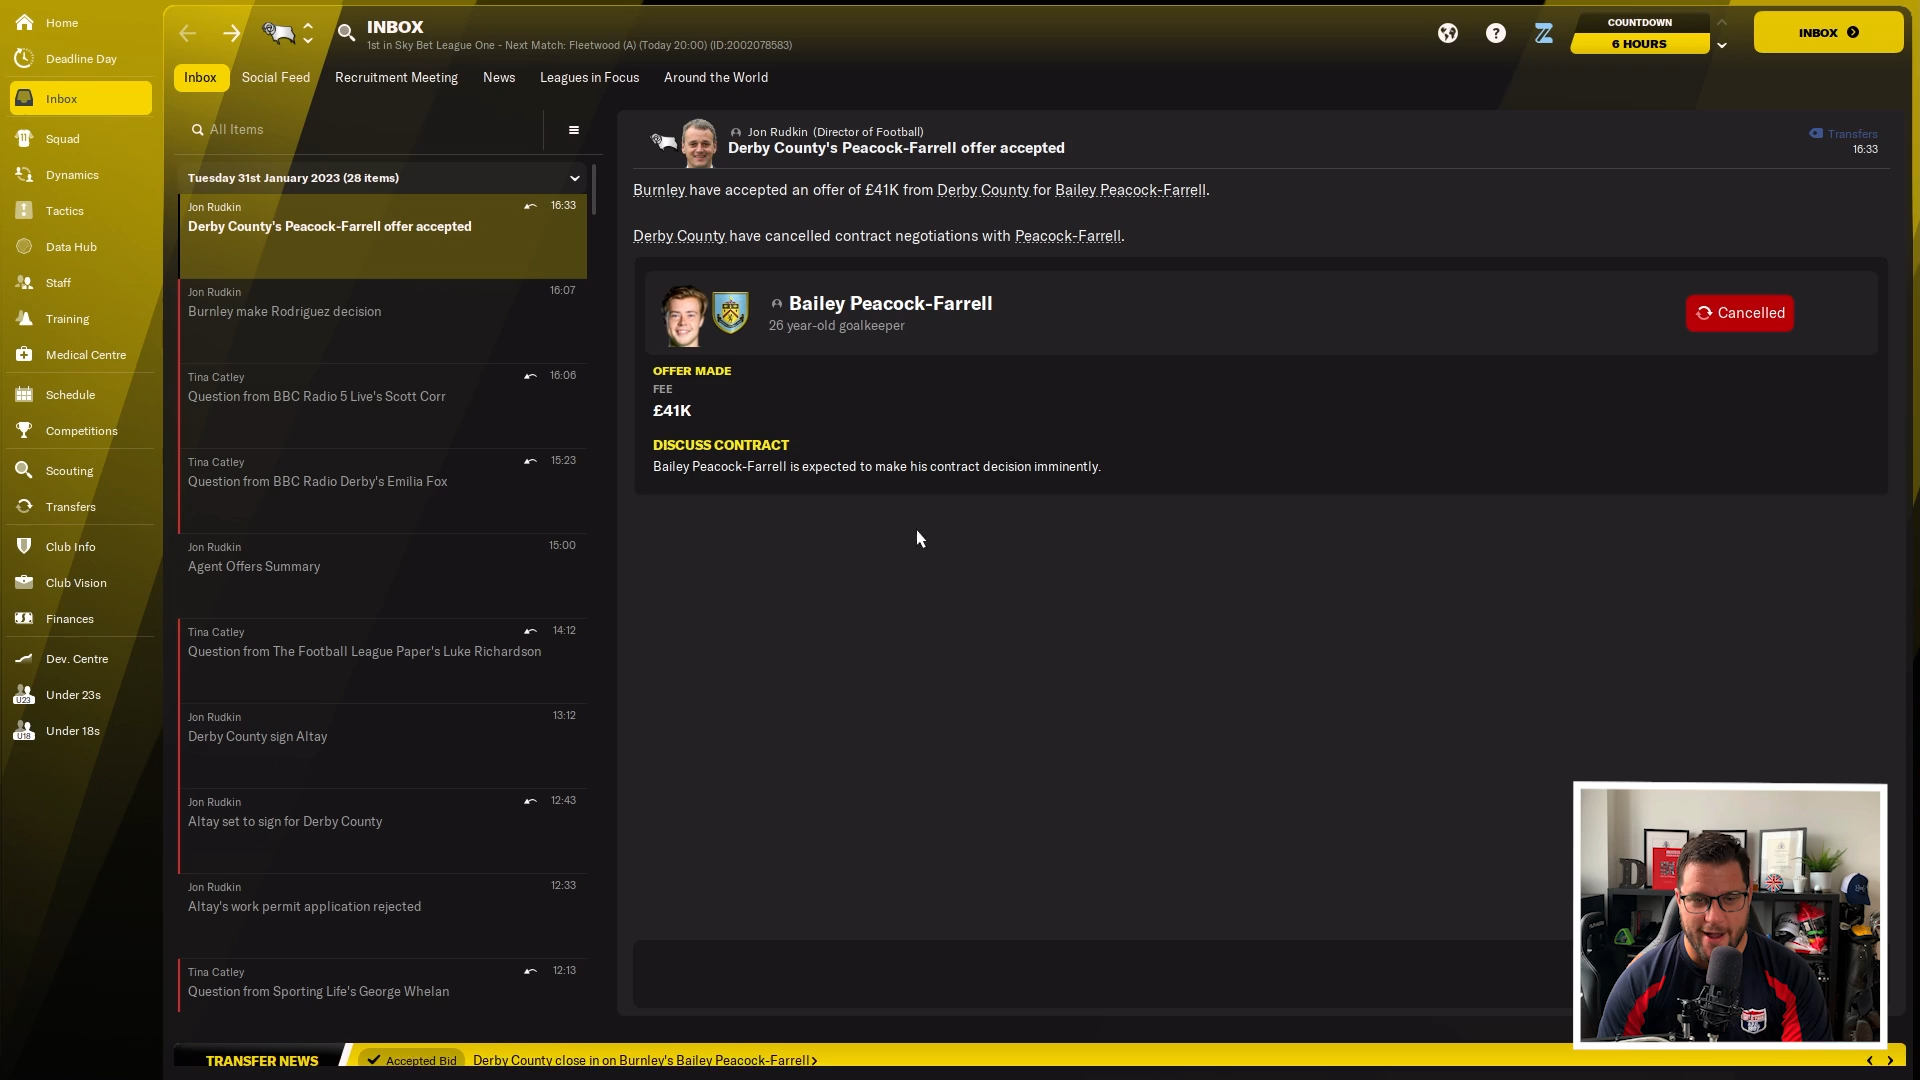 Home
Deadline Day
Inbox
Squad
Dynamics
Tactics
Data Hub
Staff
Training
Medical Centre
Schedule
Competitions
Scouting
Transfers
Club Info
Club Vision
Finances
Dev. Centre
U23 Under 23s
U18 Under 18s
INBOX
1st in Sky Bet League One - Next Match: Fleetwood (A) (Today 20:00) (ID:2002078583)
COUNTDOWN
6 HOURS
INBOX
Inbox Social Feed Recruitment Meeting News Leagues in Focus Around the World
All Items
Tuesday 31st January 2023 (28 items)
Jon Rudkin 16:33
Derby County's Peacock-Farrell offer accepted
Jon Rudkin 16:07
Burnley make Rodriguez decision
Tina Catley 16:06
Question from BBC Radio 5 Live's Scott Corr
Tina Catley 15:23
Question from BBC Radio Derby's Emilia Fox
Jon Rudkin 15:00
Agent Offers Summary
Tina Catley 14:12
Question from The Football League Paper's Luke Richardson
Jon Rudkin 13:12
Derby County sign Altay
Jon Rudkin 12:43
Altay set to sign for Derby County
Jon Rudkin 12:33
Altay's work permit application rejected
Tina Catley 12:13
Question from Sporting Life's George Whelan
Jon Rudkin (Director of Football)
Derby County's Peacock-Farrell offer accepted
Transfers
16:33
Burnley have accepted an offer of £41K from Derby County for Bailey Peacock-Farrell.
Derby County have cancelled contract negotiations with Peacock-Farrell.
Bailey Peacock-Farrell
26 year-old goalkeeper
Cancelled
OFFER MADE
FEE
£41K
DISCUSS CONTRACT
Bailey Peacock-Farrell is expected to make his contract decision imminently.
TRANSFER NEWS Accepted Bid Derby County close in on Burnley's Bailey Peacock-Farrell>